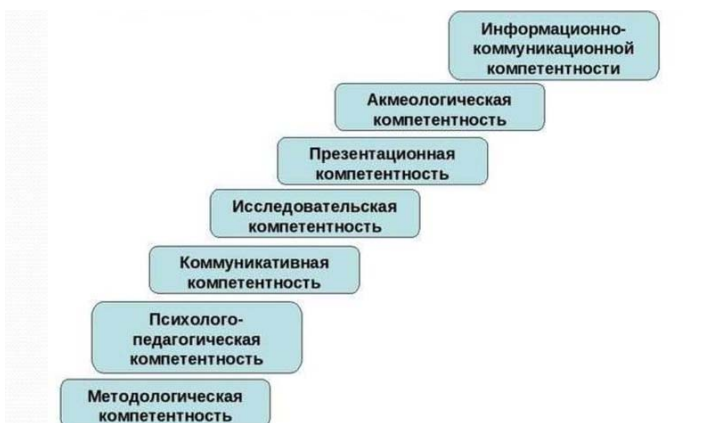 Информационно-
коммуникационной
компетентности
Акмеологическая
компетентность
Презентационная
компетентность
Исследовательская
компетентность
Коммуникативная
компетентность
Психолого-
педагогическая
компетентность
Методологическая
компетентность